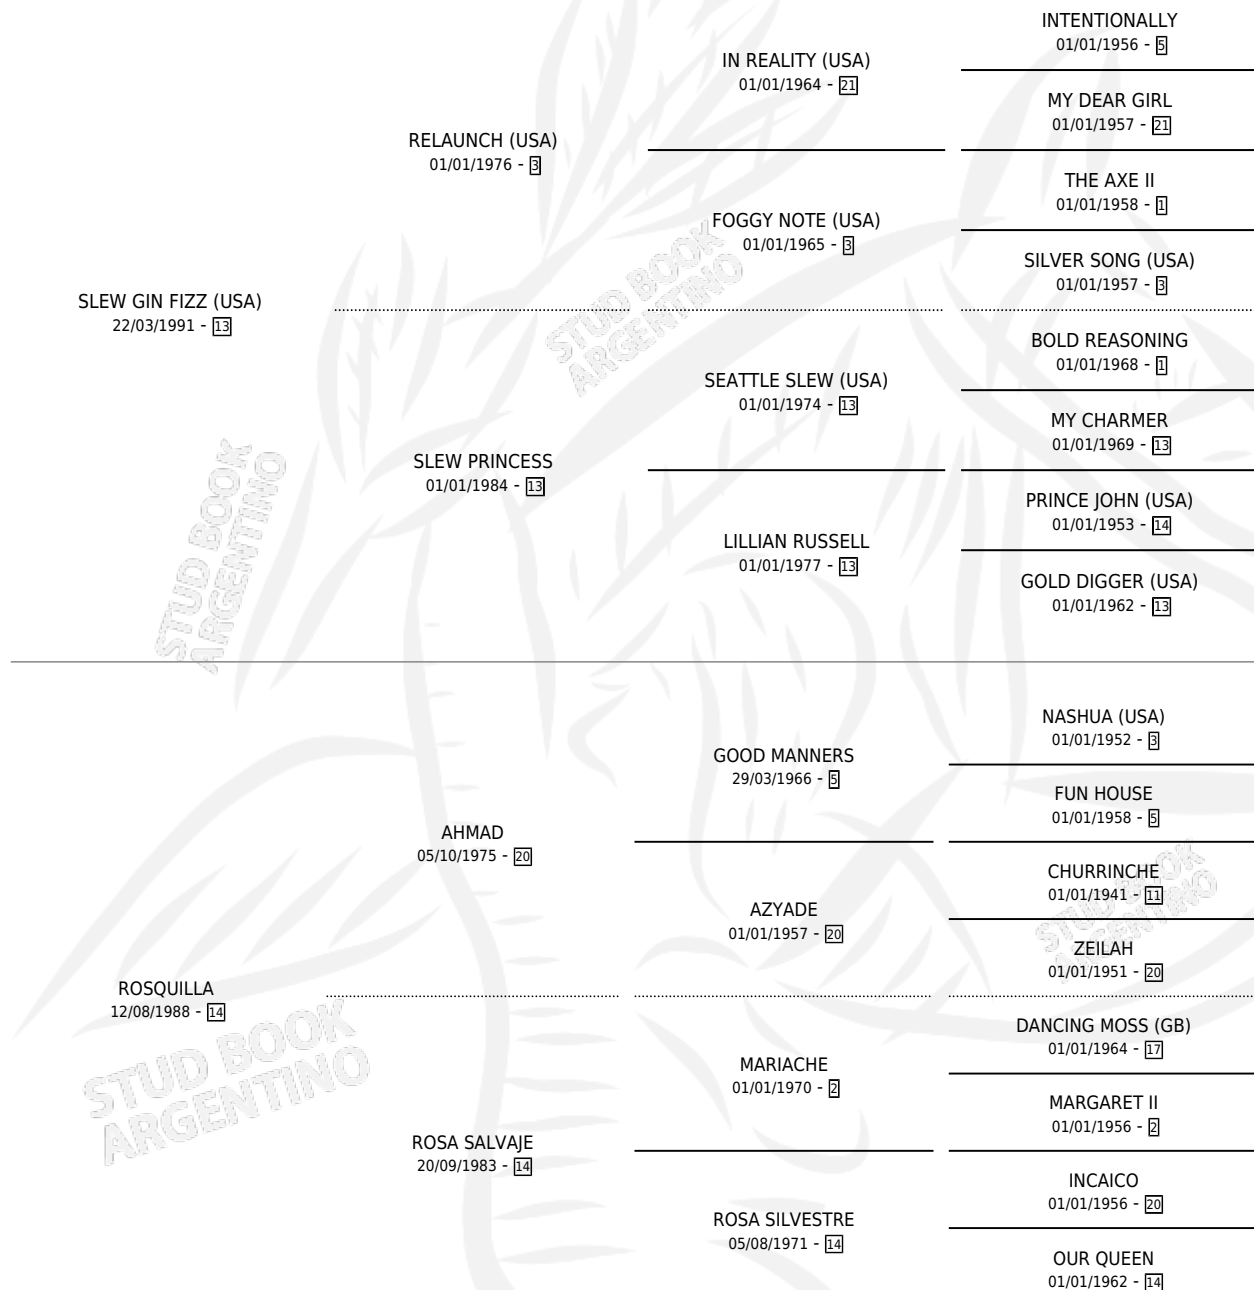 INTENTIONALLY
01/01/1956 - 5
IN REALITY (USA)
01/01/1964 - 21
MY DEAR GIRL
01/01/1957 - 21
RELAUNCH (USA)
01/01/1976 - 3
THE AXE II
01/01/1958 - 1
FOGGY NOTE (USA)
01/01/1965 - 3
SILVER SONG (USA)
01/01/1957 - 3
SLEW GIN FIZZ (USA)
22/03/1991 - 13
BOLD REASONING
01/01/1968 - 1
SEATTLE SLEW (USA)
01/01/1974 - 13
MY CHARMER
01/01/1969 - 13
SLEW PRINCESS
01/01/1984 - 13
PRINCE JOHN (USA)
01/01/1953 - 14
LILLIAN RUSSELL
01/01/1977 - 13
GOLD DIGGER (USA)
01/01/1962 - 13
NASHUA (USA)
01/01/1952 - 3
GOOD MANNERS
29/03/1966 - 5
FUN HOUSE
01/01/1958 - 5
AHMAD
05/10/1975 - 20
CHURRINCHE
01/01/1941 - 11
AZYADE
01/01/1957 - 20
ZEILAH
01/01/1951 - 20
ROSQUILLA
12/08/1988 - 14
DANCING MOSS (GB)
01/01/1964 - 17
MARIACHE
01/01/1970 - 2
MARGARET II
01/01/1956 - 2
ROSA SALVAJE
20/09/1983 - 14
INCAICO
01/01/1956 - 20
ROSA SILVESTRE
05/08/1971 - 14
OUR QUEEN
01/01/1962 - 14
STUD BOOK
ARGENTINO
STUD BOOK
ARGENTINO
STUD BOOK
ARGENTINO
STUD BOOK
ARGENTINO